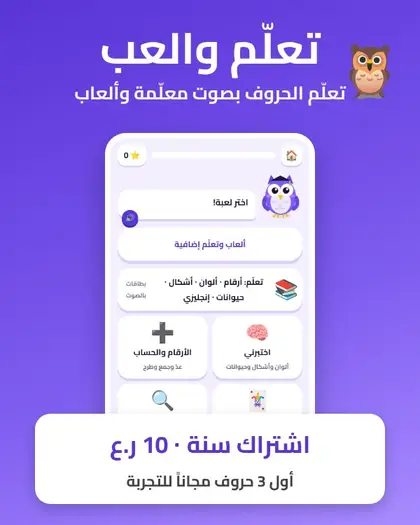 تعلّم والعب
تعلّم الحروف بصوت معلّمة وألعاب
0
اختر لعبة!
ألعاب وتعلّم إضافية
تعلّم: أرقام · ألوان · أشكال ·
حيوانات · إنجليزي
بطاقات
بالصوت
اختبرني
ألوان وأشكال وحيوانات
الأرقام والحساب
عدّ وجمع وطرح
اشتراك سنة · 10 ر.ع
أول 3 حروف مجاناً للتجربة